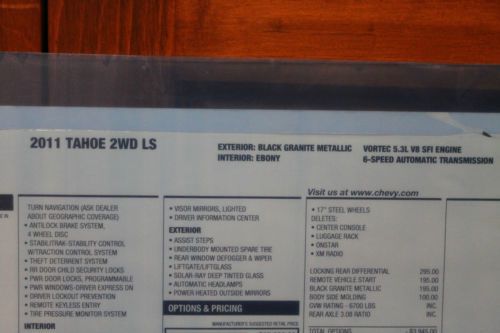 2011 TAHOE 2WD LS
EXTERIOR: BLACK GRANITE METALLIC
INTERIOR: EBONY
VORTEC 5.3L V8 SFI ENGINE
6-SPEED AUTOMATIC TRANSMISSION
Visit us at www.chevy.com
TURN NAVIGATION (ASK DEALER
ABOUT GEOGRAPHIC COVERAGE)
• ANTILOCK BRAKE SYSTEM,
4 WHEEL DISC
• STABILITRAK-STABILITY CONTROL
W/TRACTION CONTROL SYSTEM
• THEFT DETERRENT SYSTEM
• RR DOOR CHILD SECURITY LOCKS
• PWR DOOR LOCKS, PROGRAMMABLE
• PWR WINDOWS-DRIVER EXPRESS DN
• DRIVER LOCKOUT PREVENTION
• REMOTE KEYLESS ENTRY
• TIRE PRESSURE MONITOR SYSTEM
INTERIOR
• VISOR MIRRORS, LIGHTED
• DRIVER INFORMATION CENTER
EXTERIOR
• ASSIST STEPS
• UNDERBODY MOUNTED SPARE TIRE
• REAR WINDOW DEFOGGER & WIPER
• LIFTGATE/LIFTGLASS
• SOLAR-RAY DEEP TINTED GLASS
• AUTOMATIC HEADLAMPS
• POWER HEATED OUTSIDE MIRRORS
OPTIONS & PRICING
MANUFACTURER'S SUGGESTED RETAIL PRICE
• 17" STEEL WHEELS
DELETES:
• CENTER CONSOLE
• LUGGAGE RACK
• ONSTAR
• XM RADIO
LOCKING REAR DIFFERENTIAL 295.00
REMOTE VEHICLE START 195.00
BLACK GRANITE METALLIC 195.00
BODY SIDE MOLDING 100.00
GVW RATING - 6700 LBS INC
REAR AXLE 3.08 RATIO INC
TOTAL OPTIONS